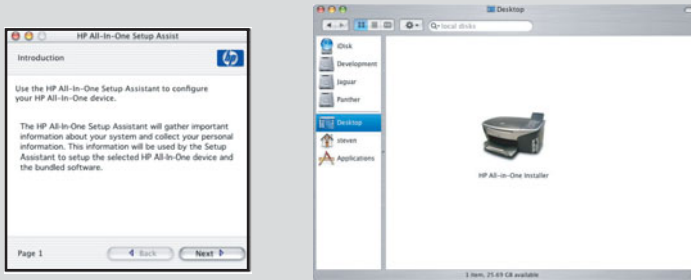 HP All-In-One Setup Assist
Introduction
hp
Use the HP All-In-One Setup Assistant to configure
your HP All-In-One device.
The HP All-In-One Setup Assistant will gather important
information about your system and collect your personal
information. This information will be used by the Setup
Assistant to setup the selected HP All-In-One device and
the bundled software.
Page 1
Back
Next
Desktop
Q- local disks
iDisk
Development
Jaguar
Panther
Desktop
steven
Applications
HP All-in-One Installer
1 item, 25.69 GB available